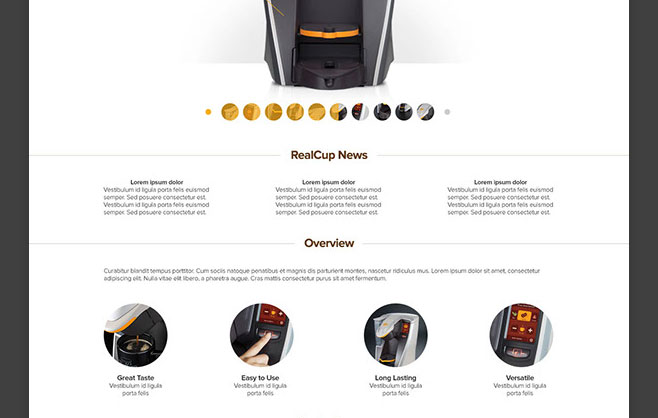 RealCup News
Lorem ipsum dolor
Vestibulum id ligula porta felis euismod
semper. Sed posuere consectetur est.
Vestibulum id ligula porta felis euismod
semper. Sed posuere consectetur est.
Lorem ipsum dolor
Vestibulum id ligula porta felis euismod
semper. Sed posuere consectetur est.
Vestibulum id ligula porta felis euismod
semper. Sed posuere consectetur est.
Lorem ipsum dolor
Vestibulum id ligula porta felis euismod
semper. Sed posuere consectetur est.
Vestibulum id ligula porta felis euismod
semper. Sed posuere consectetur est.
Overview
Curabitur blandit tempus porttitor. Cum sociis natoque penatibus et magnis dis parturient montes, nascetur ridiculus mus. Lorem ipsum dolor sit amet, consectetur
adipiscing elit. Nulla vitae elit libero, a pharetra augue. Cras mattis consectetur purus sit amet fermentum.
Great Taste
Vestibulum id ligula
porta felis.
Easy to Use
Vestibulum id ligula
porta felis.
Long Lasting
Vestibulum id ligula
porta felis.
Versatile
Vestibulum id ligula
porta felis.